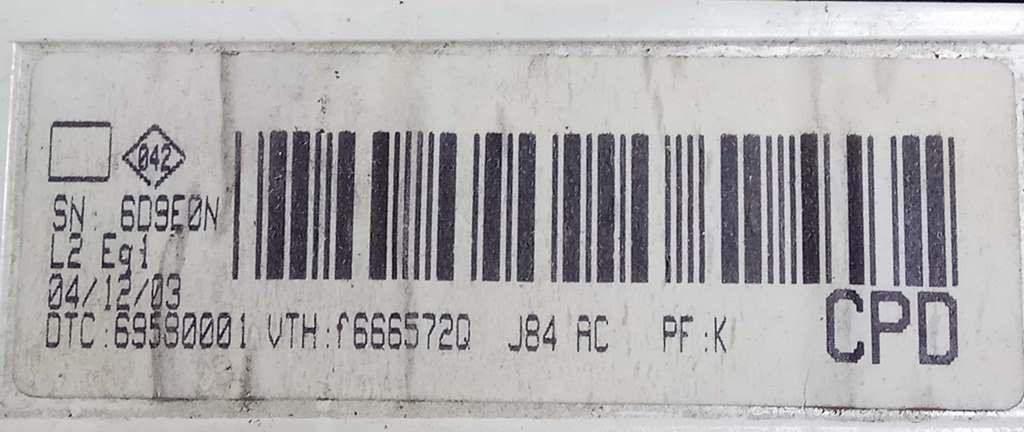 042
SN: 6D9E0N
L2 Eg1
04/12/03
DTC:69580001 VTH:f666572Q J84 AC PF:K
CPD